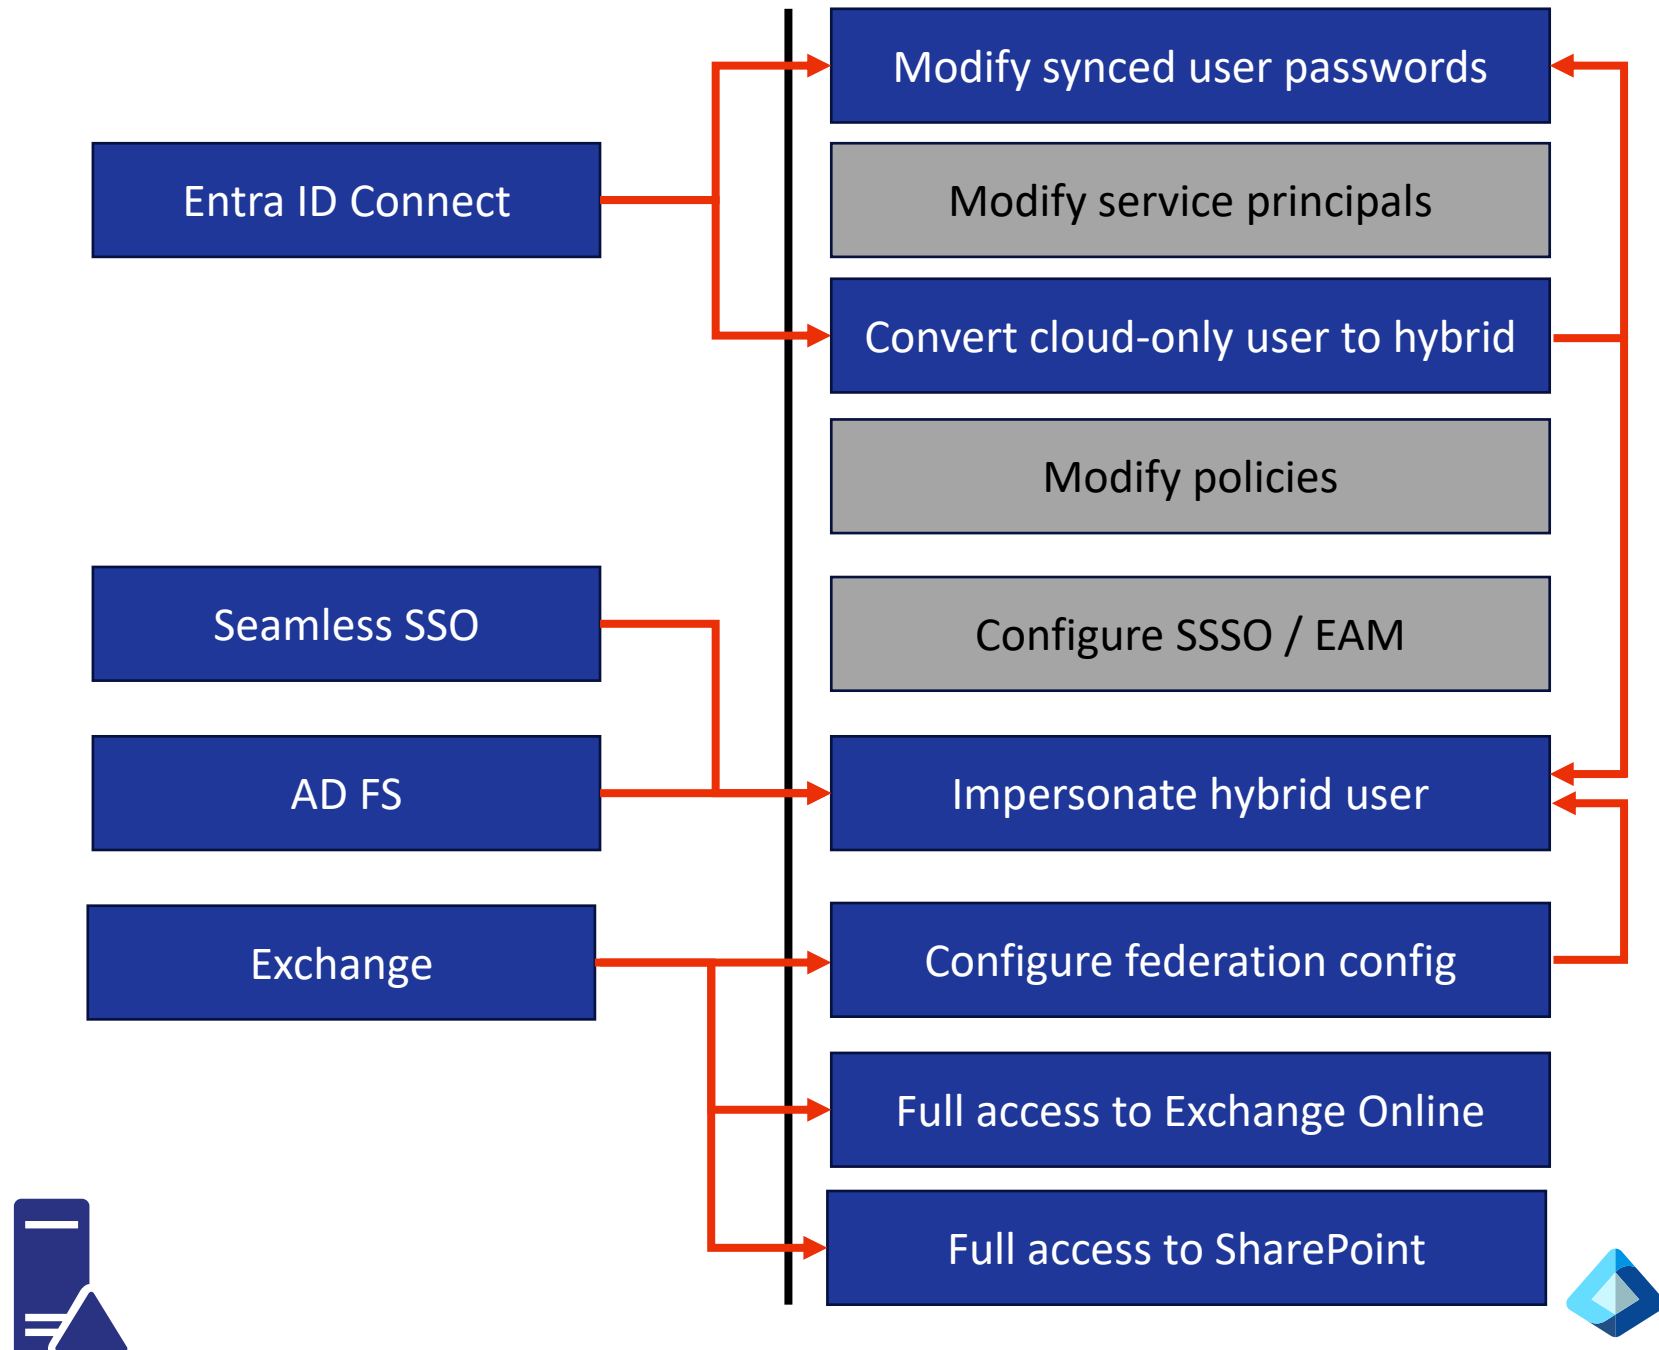 Modify synced user passwords
Entra ID Connect
Modify service principals
Convert cloud-only user to hybrid
Modify policies
Seamless SSO
Configure SSSO / EAM
AD FS
Impersonate hybrid user
Exchange
Configure federation config
Full access to Exchange Online
Full access to SharePoint